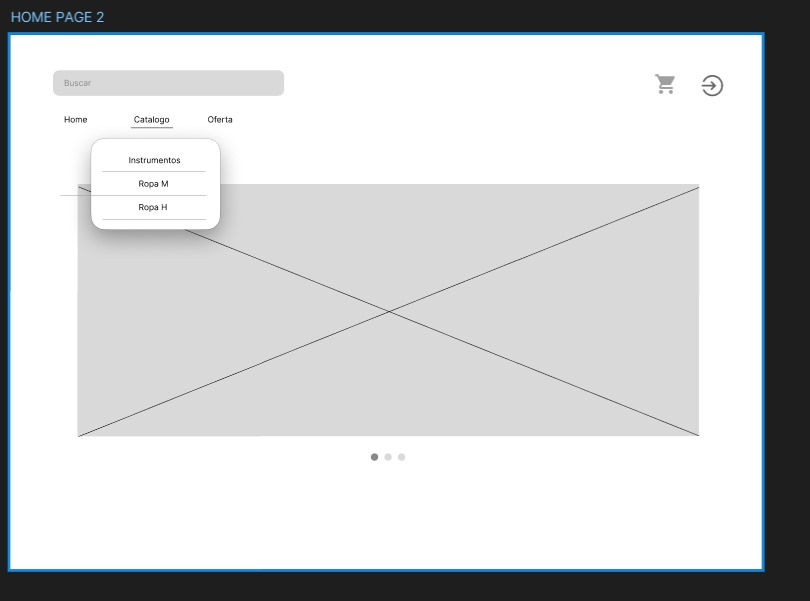 HOME PAGE 2
Buscar
Home Catalogo Oferta
Instrumentos
Ropa M
Ropa H